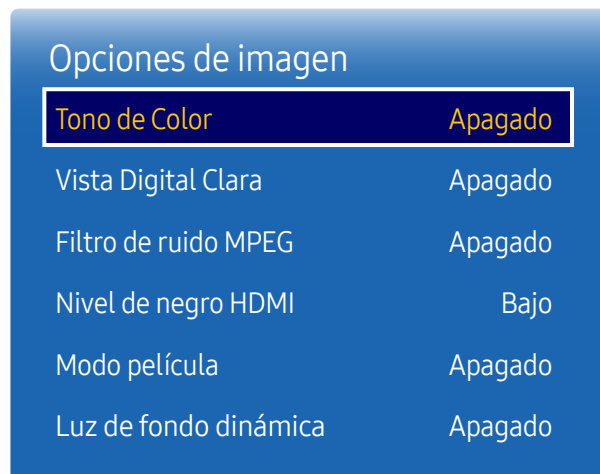 Opciones de imagen
Tono de Color Apagado
Vista Digital Clara Apagado
Filtro de ruido MPEG Apagado
Nivel de negro HDMI Bajo
Modo película Apagado
Luz de fondo dinámica Apagado